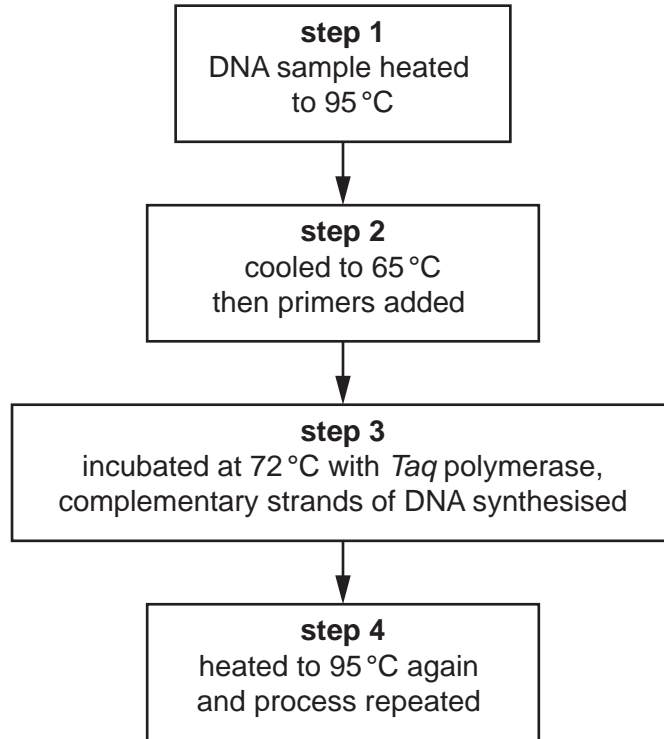 step 1
DNA sample heated
to 95 °C
step 2
cooled to 65 °C
then primers added
step 3
incubated at 72 °C with Taq polymerase,
complementary strands of DNA synthesised
step 4
heated to 95 °C again
and process repeated